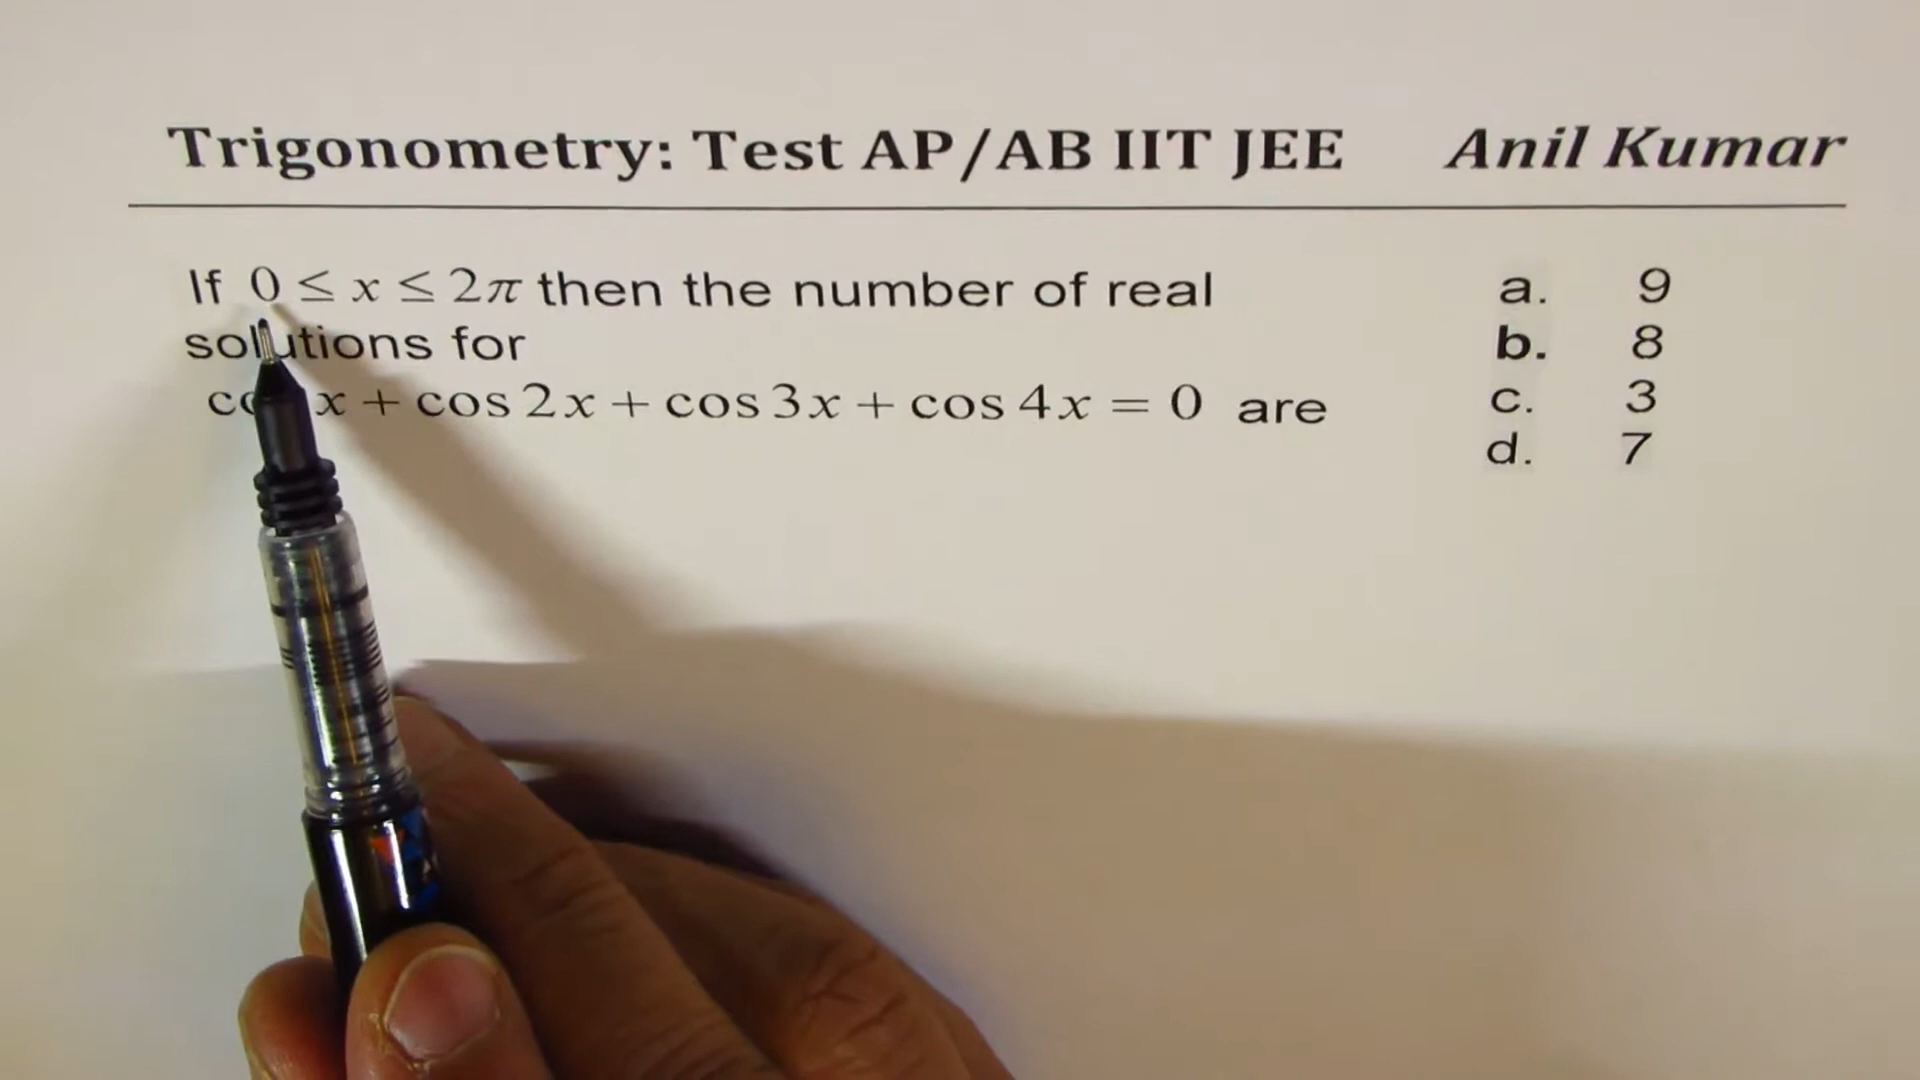 Trigonometry: Test AP/AB IIT JEE Anil Kumar
If 0 ≤ x ≤ 2π then the number of real
solutions for
x + cos 2x + cos 3x + cos 4x = 0 are
a. 9
b. 8
c. 3
d. 7